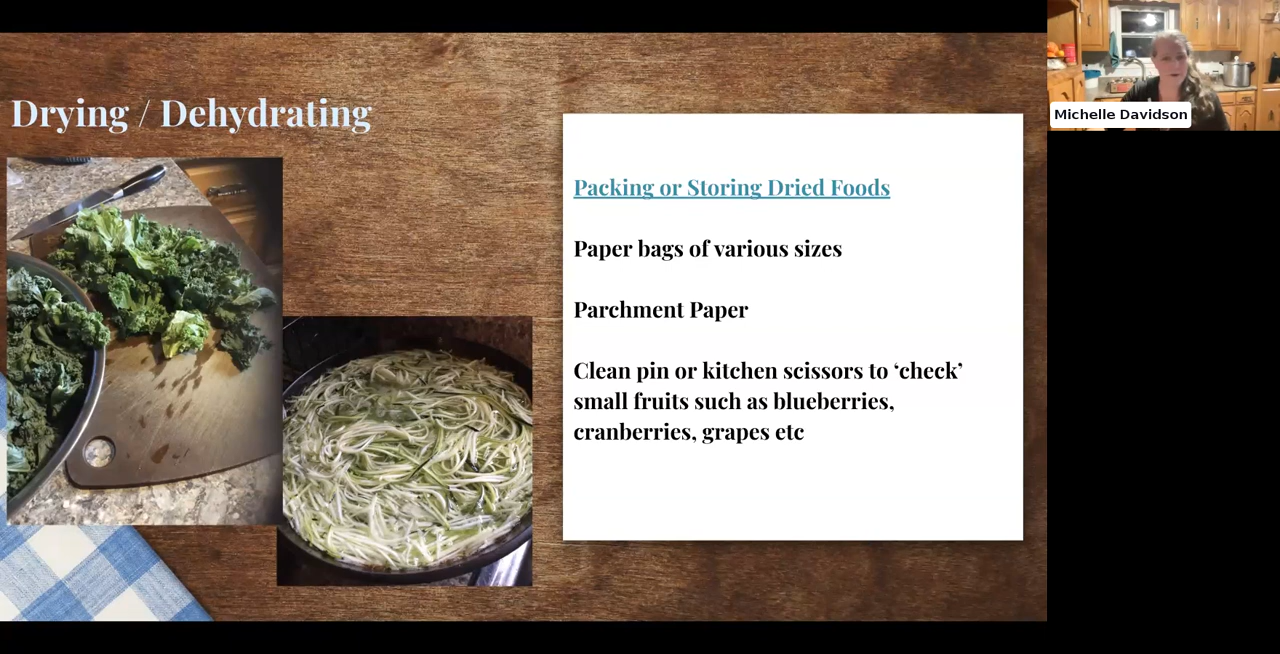 Drying / Dehydrating
Packing or Storing Dried Foods
Paper bags of various sizes
Parchment Paper
Clean pin or kitchen scissors to ‘check’
small fruits such as blueberries,
cranberries, grapes etc
Michelle Davidson